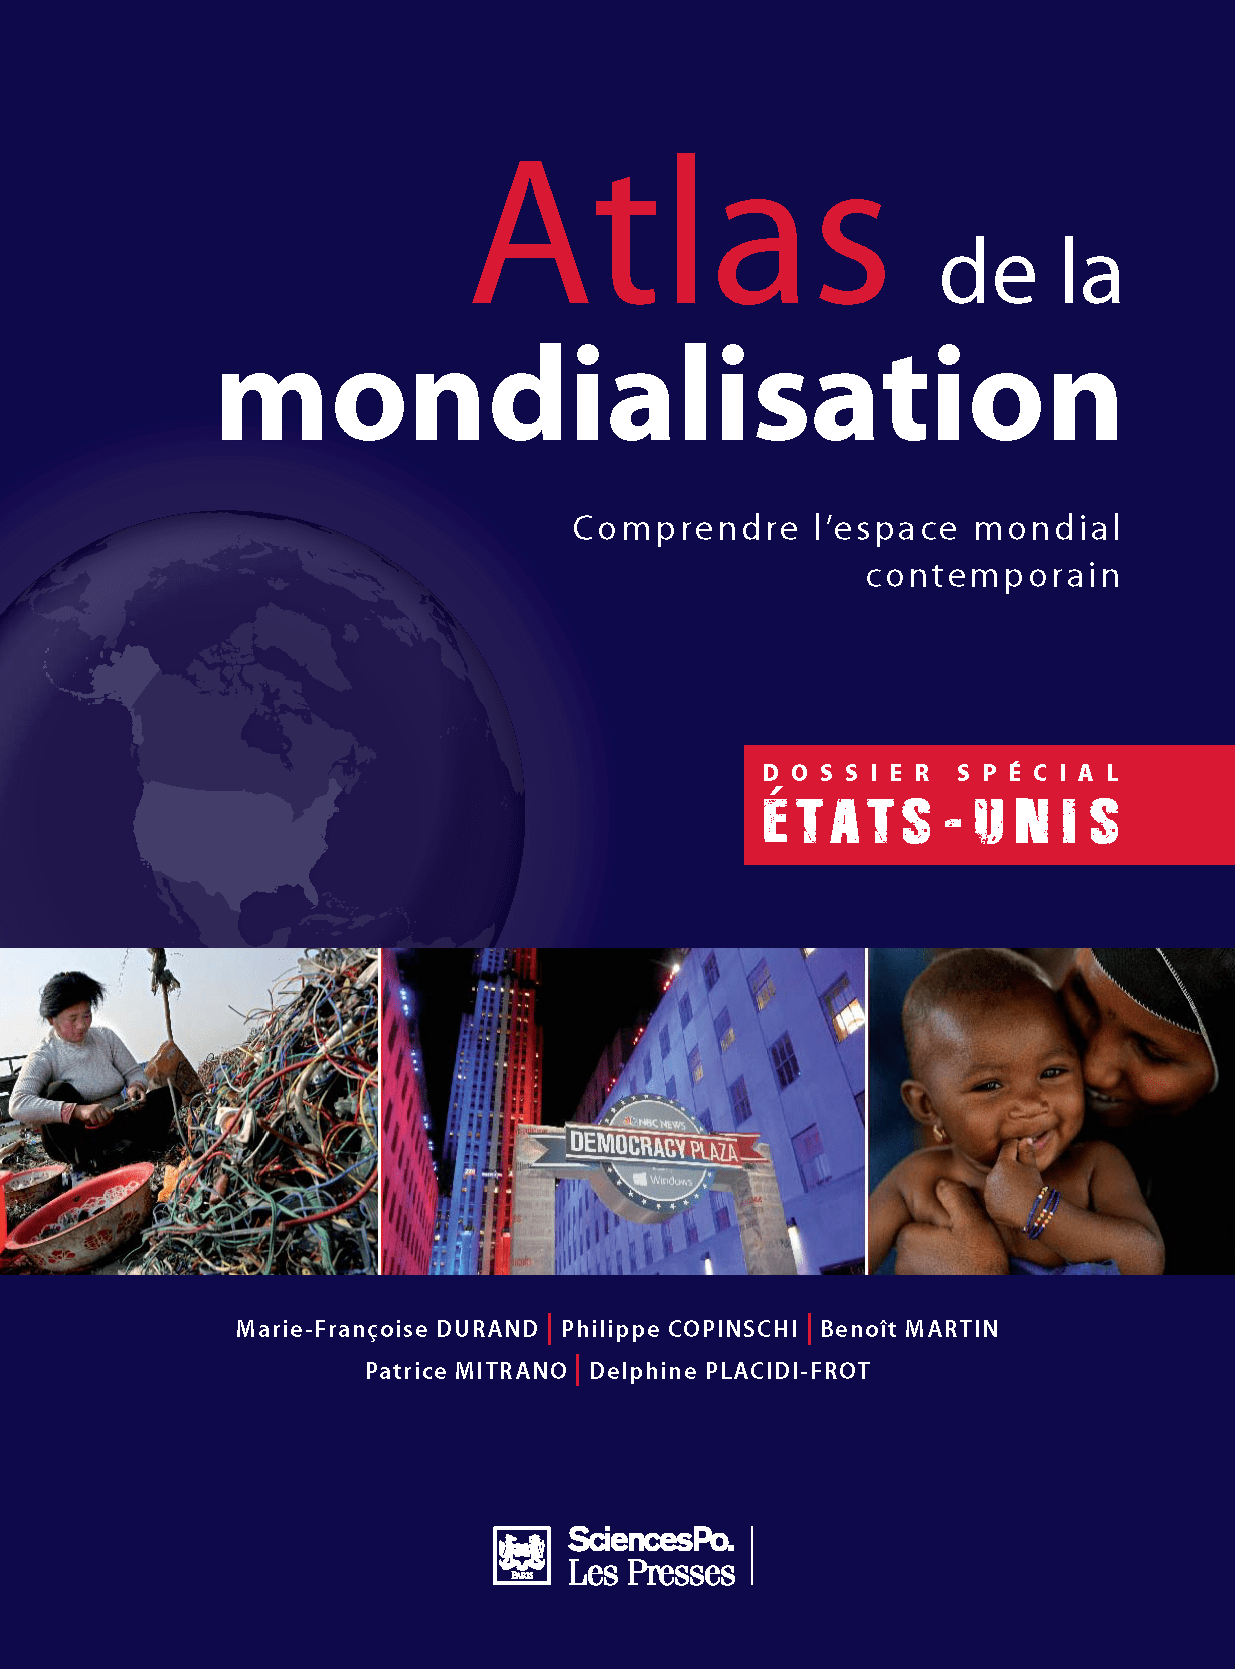 Atlas de la
mondialisation
Comprendre l’espace mondial
contemporain
DOSSIER SPÉCIAL
ÉTATS-UNIS
NBC NEWS
DEMOCRACY PLAZA
Windows
Marie-Françoise DURAND | Philippe COPINSCHI | Benoît MARTIN
Patrice MITRANO | Delphine PLACIDI-FROT
PARIS
SciencesPo.
Les Presses